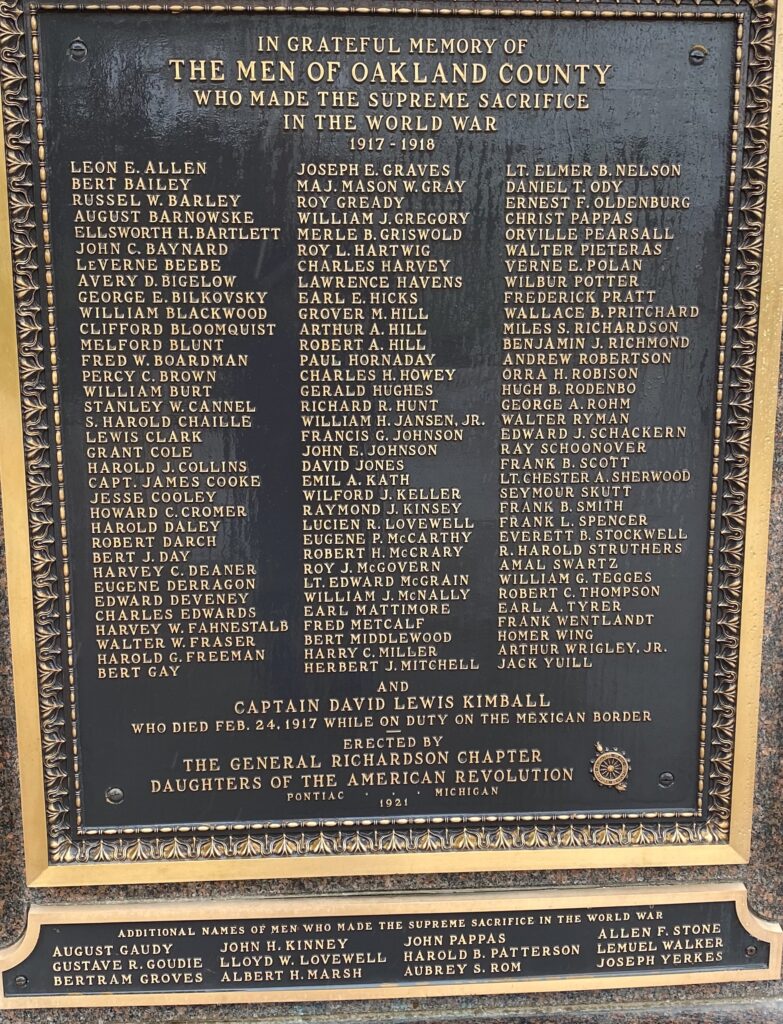 IN GRATEFUL MEMORY OF
THE MEN OF OAKLAND COUNTY
WHO MADE THE SUPREME SACRIFICE
IN THE WORLD WAR
1917 - 1918
LEON E. ALLEN
BERT BAILEY
RUSSEL W. BARLEY
AUGUST BARNOWSKE
ELLSWORTH H. BARTLETT
JOHN C. BAYNARD
LEVERNE BEEBE
AVERY D. BIGELOW
GEORGE E. BILKOVSKY
WILLIAM BLACKWOOD
CLIFFORD BLOOMQUIST
MELFORD BLUNT
FRED W. BOARDMAN
PERCY C. BROWN
WILLIAM BURT
STANLEY W. CANNEL
S. HAROLD CHAILLE
LEWIS CLARK
GRANT COLE
HAROLD J. COLLINS
CAPT. JAMES COOKE
JESSE COOLEY
HOWARD C. CROMER
HAROLD DALEY
ROBERT DARCH
BERT J. DAY
HARVEY C. DEANER
EUGENE DERRAGON
EDWARD DEVENEY
CHARLES EDWARDS
HARVEY W. FAHNESTALB
WALTER W. FRASER
HAROLD G. FREEMAN
BERT GAY
JOSEPH E. GRAVES
MAJ. MASON W. GRAY
ROY GREADY
WILLIAM J. GREGORY
MERLE B. GRISWOLD
ROY L. HARTWIG
CHARLES HARVEY
LAWRENCE HAVENS
EARL E. HICKS
GROVER M. HILL
ARTHUR A. HILL
ROBERT A. HILL
PAUL HORNADAY
CHARLES H. HOWEY
GERALD HUGHES
RICHARD R. HUNT
WILLIAM H. JANSEN, JR.
FRANCIS G. JOHNSON
JOHN E. JOHNSON
DAVID JONES
EMIL A. KATH
WILFORD J. KELLER
RAYMOND J. KINSEY
LUCIEN R. LOVEWELL
EUGENE P. McCARTHY
ROBERT H. McCRARY
ROY J. McGOVERN
LT. EDWARD McGRAIN
WILLIAM J. McNALLY
EARL MATTIMORE
FRED METCALF
BERT MIDDLEWOOD
HARRY C. MILLER
HERBERT J. MITCHELL
LT. ELMER B. NELSON
DANIEL T. ODY
ERNEST F. OLDENBURG
CHRIST PAPPAS
ORVILLE PEARSALL
WALTER PIETERAS
VERNE E. POLAN
WILBUR POTTER
FREDERICK PRATT
WALLACE B. PRITCHARD
MILES S. RICHARDSON
BENJAMIN J. RICHMOND
ANDREW ROBERTSON
ORRA H. ROBISON
HUGH B. RODENBO
GEORGE A. ROHM
WALTER RYMAN
EDWARD J. SCHACKERN
RAY SCHOONOVER
FRANK B. SCOTT
LT. CHESTER A. SHERWOOD
SEYMOUR SKUTT
FRANK B. SMITH
FRANK L. SPENCER
EVERETT B. STOCKWELL
R. HAROLD STRUTHERS
AMAL SWARTZ
WILLIAM G. TEGGES
ROBERT C. THOMPSON
EARL A. TYRER
FRANK WENTLANDT
HOMER WING
ARTHUR WRIGLEY, JR.
JACK YUILL
AND
CAPTAIN DAVID LEWIS KIMBALL
WHO DIED FEB. 24, 1917 WHILE ON DUTY ON THE MEXICAN BORDER
ERECTED BY
THE GENERAL RICHARDSON CHAPTER
DAUGHTERS OF THE AMERICAN REVOLUTION
PONTIAC · · · MICHIGAN
1921
ADDITIONAL NAMES OF MEN WHO MADE THE SUPREME SACRIFICE IN THE WORLD WAR
AUGUST GAUDY
GUSTAVE R. GOUDIE
BERTRAM GROVES
JOHN H. KINNEY
LLOYD W. LOVEWELL
ALBERT H. MARSH
JOHN PAPPAS
HAROLD B. PATTERSON
AUBREY S. ROM
ALLEN F. STONE
LEMUEL WALKER
JOSEPH YERKES